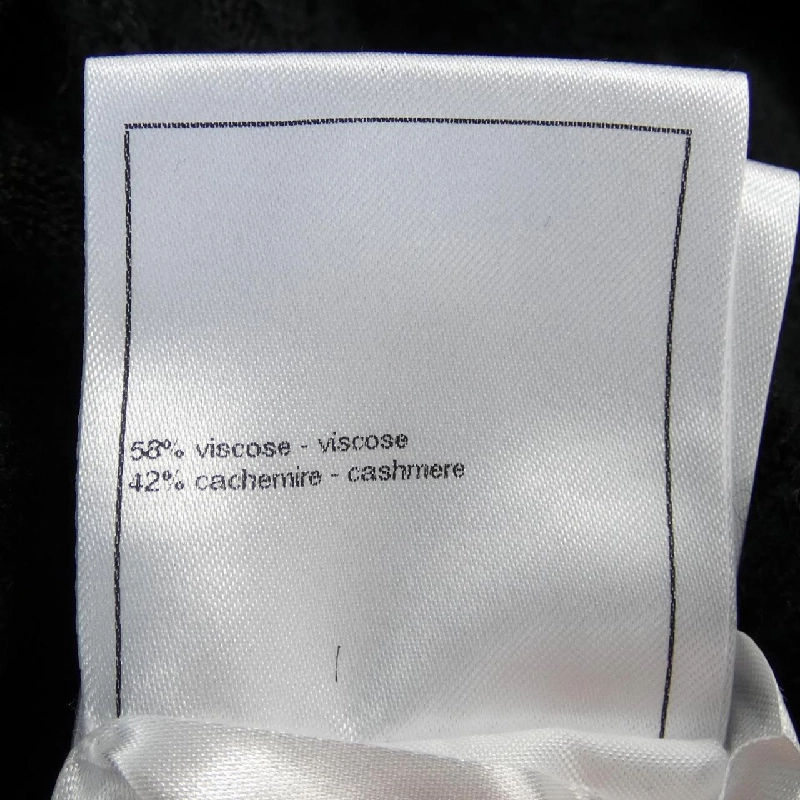 58% viscose - viscose
42% cachemire - cashmere